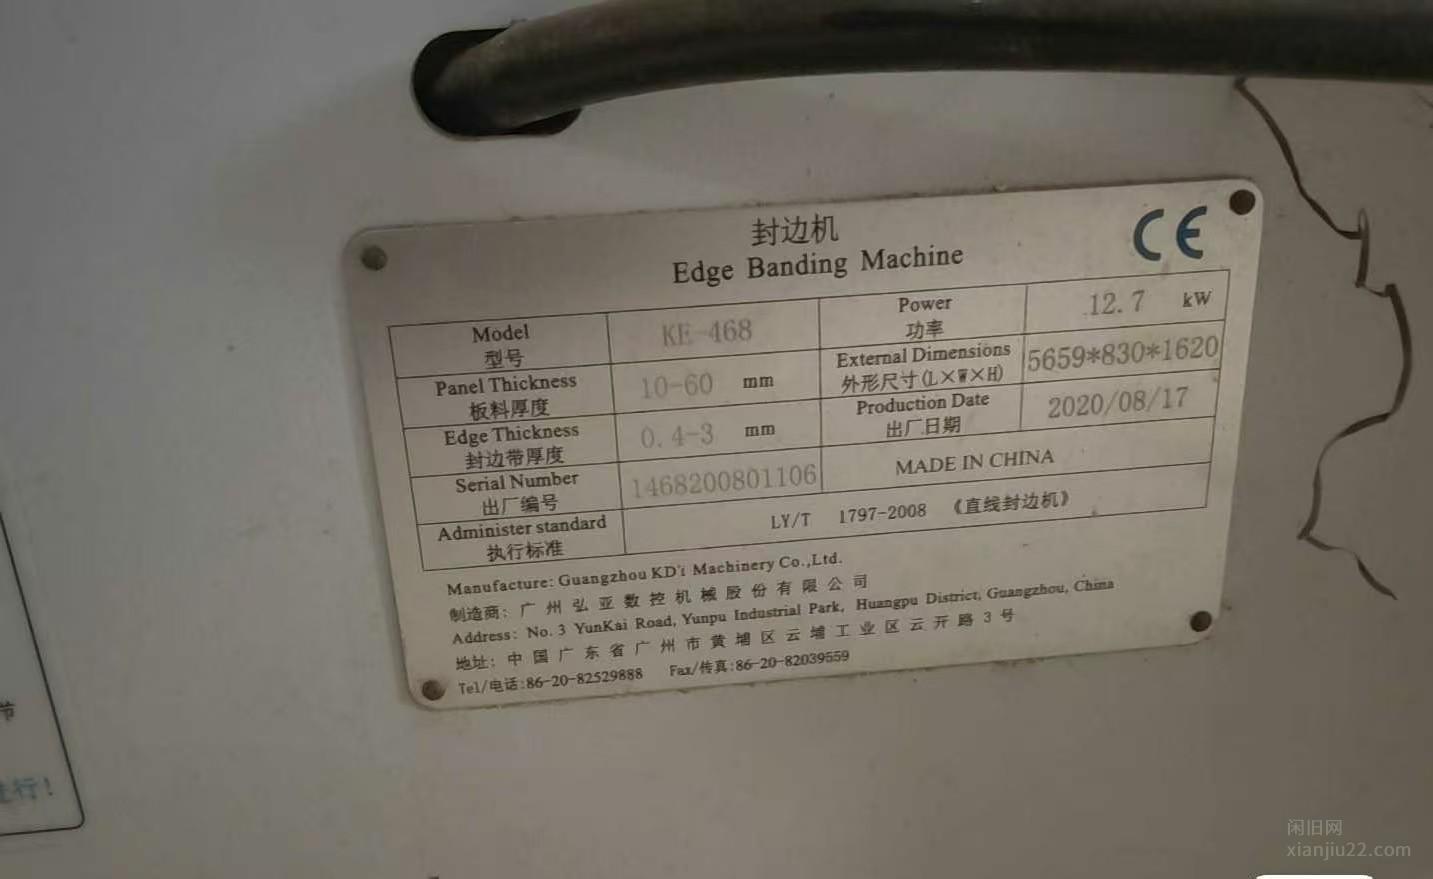 封边机
CE
Edge Banding Machine
Model
型号
KE-468
Power
功率
12.7 kW
Panel Thickness
板料厚度
10-60 mm
External Dimensions
外形尺寸(L×W×H)
5659*830*1620
Edge Thickness
封边带厚度
0.4-3 mm
Production Date
出厂日期
2020/08/17
Serial Number
出厂编号
1468200801106
MADE IN CHINA
Administer standard
执行标准
LY/T 1797-2008 《直线封边机》
Manufacture: Guangzhou KD'i Machinery Co.,Ltd.
制造商: 广州弘亚数控机械股份有限公司
Address: No. 3 YunKai Road, Yunpu Industrial Park, Huangpu District, Guangzhou, China
地址: 中国广东省广州市黄埔区云埔工业区云开路3号
Tel/电话:86-20-82529888 Fax/传真:86-20-82039559
节
行!
闲旧网
xianjiu22.com